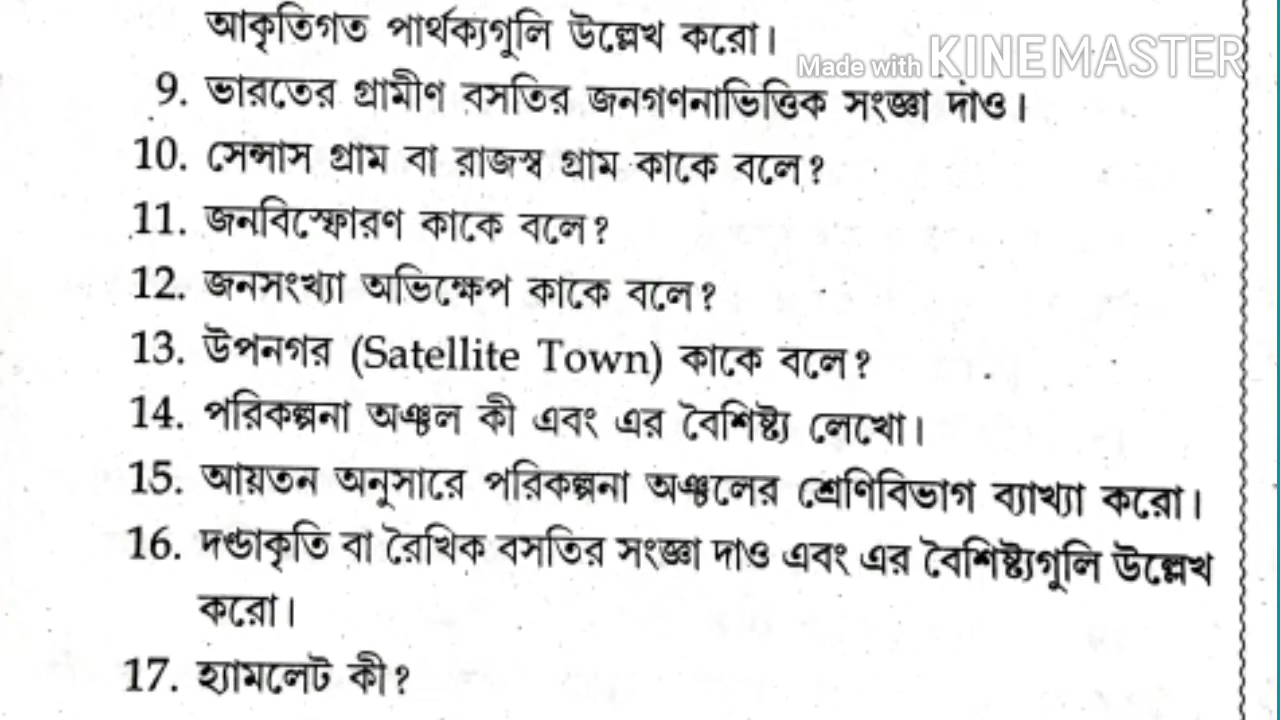 আকৃতিগত পার্থক্যগুলি উল্লেখ করো।
Made with KINEMASTER
9. ভারতের গ্রামীণ বসতির জনগণনাভিত্তিক সংজ্ঞা দাও।
10. সেন্সাস গ্রাম বা রাজস্ব গ্রাম কাকে বলে?
11. জনবিস্ফোরণ কাকে বলে?
12. জনসংখ্যা অভিক্ষেপ কাকে বলে?
13. উপনগর (Satellite Town) কাকে বলে?
14. পরিকল্পনা অঞ্চল কী এবং এর বৈশিষ্ট্য লেখো।
15. আয়তন অনুসারে পরিকল্পনা অঞ্চলের শ্রেণিবিভাগ ব্যাখ্যা করো।
16. দণ্ডাকৃতি বা রৈখিক বসতির সংজ্ঞা দাও এবং এর বৈশিষ্ট্যগুলি উল্লেখ
করো।
17. হ্যামলেট কী?